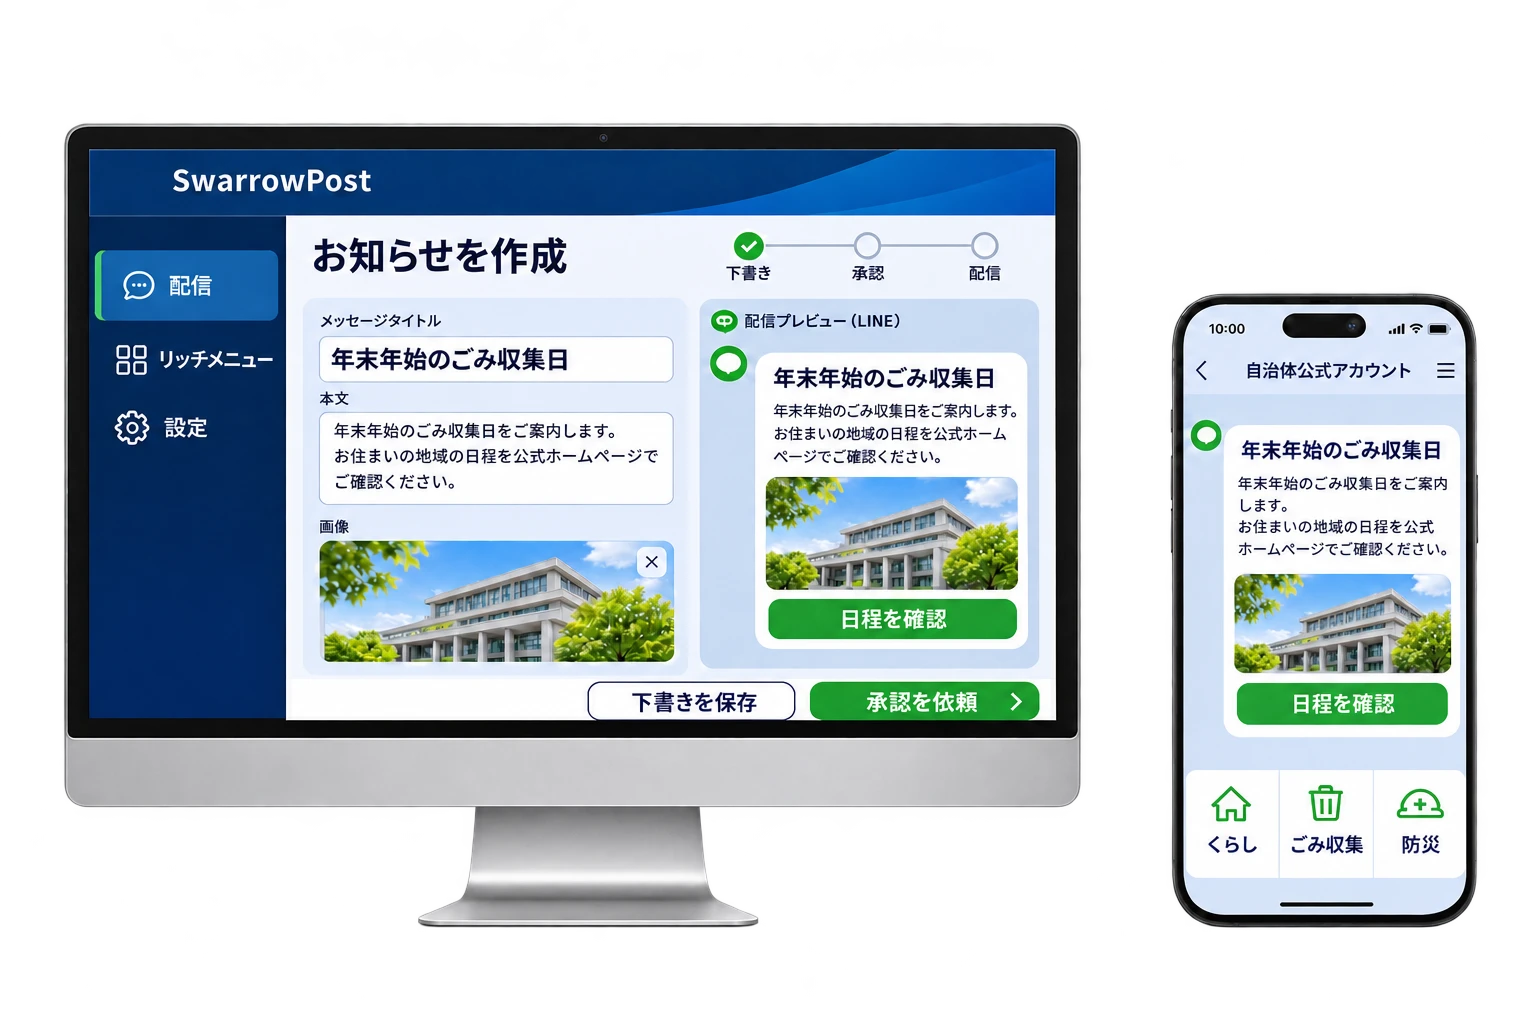 SwarrowPost
配信
リッチメニュー
設定
お知らせを作成
下書き
承認
配信
メッセージタイトル
年末年始のごみ収集日
本文
年末年始のごみ収集日をご案内します。
お住まいの地域の日程を公式ホームページで
ご確認ください。
画像
配信プレビュー（LINE）
年末年始のごみ収集日
年末年始のごみ収集日をご案内します。
お住まいの地域の日程を公式ホーム
ページでご確認ください。
日程を確認
下書きを保存
承認を依頼
10:00
自治体公式アカウント
年末年始のごみ収集日
年末年始のごみ収集日をご案内
します。
お住まいの地域の日程を公式
ホームページでご確認ください。
日程を確認
くらし
ごみ収集
防災